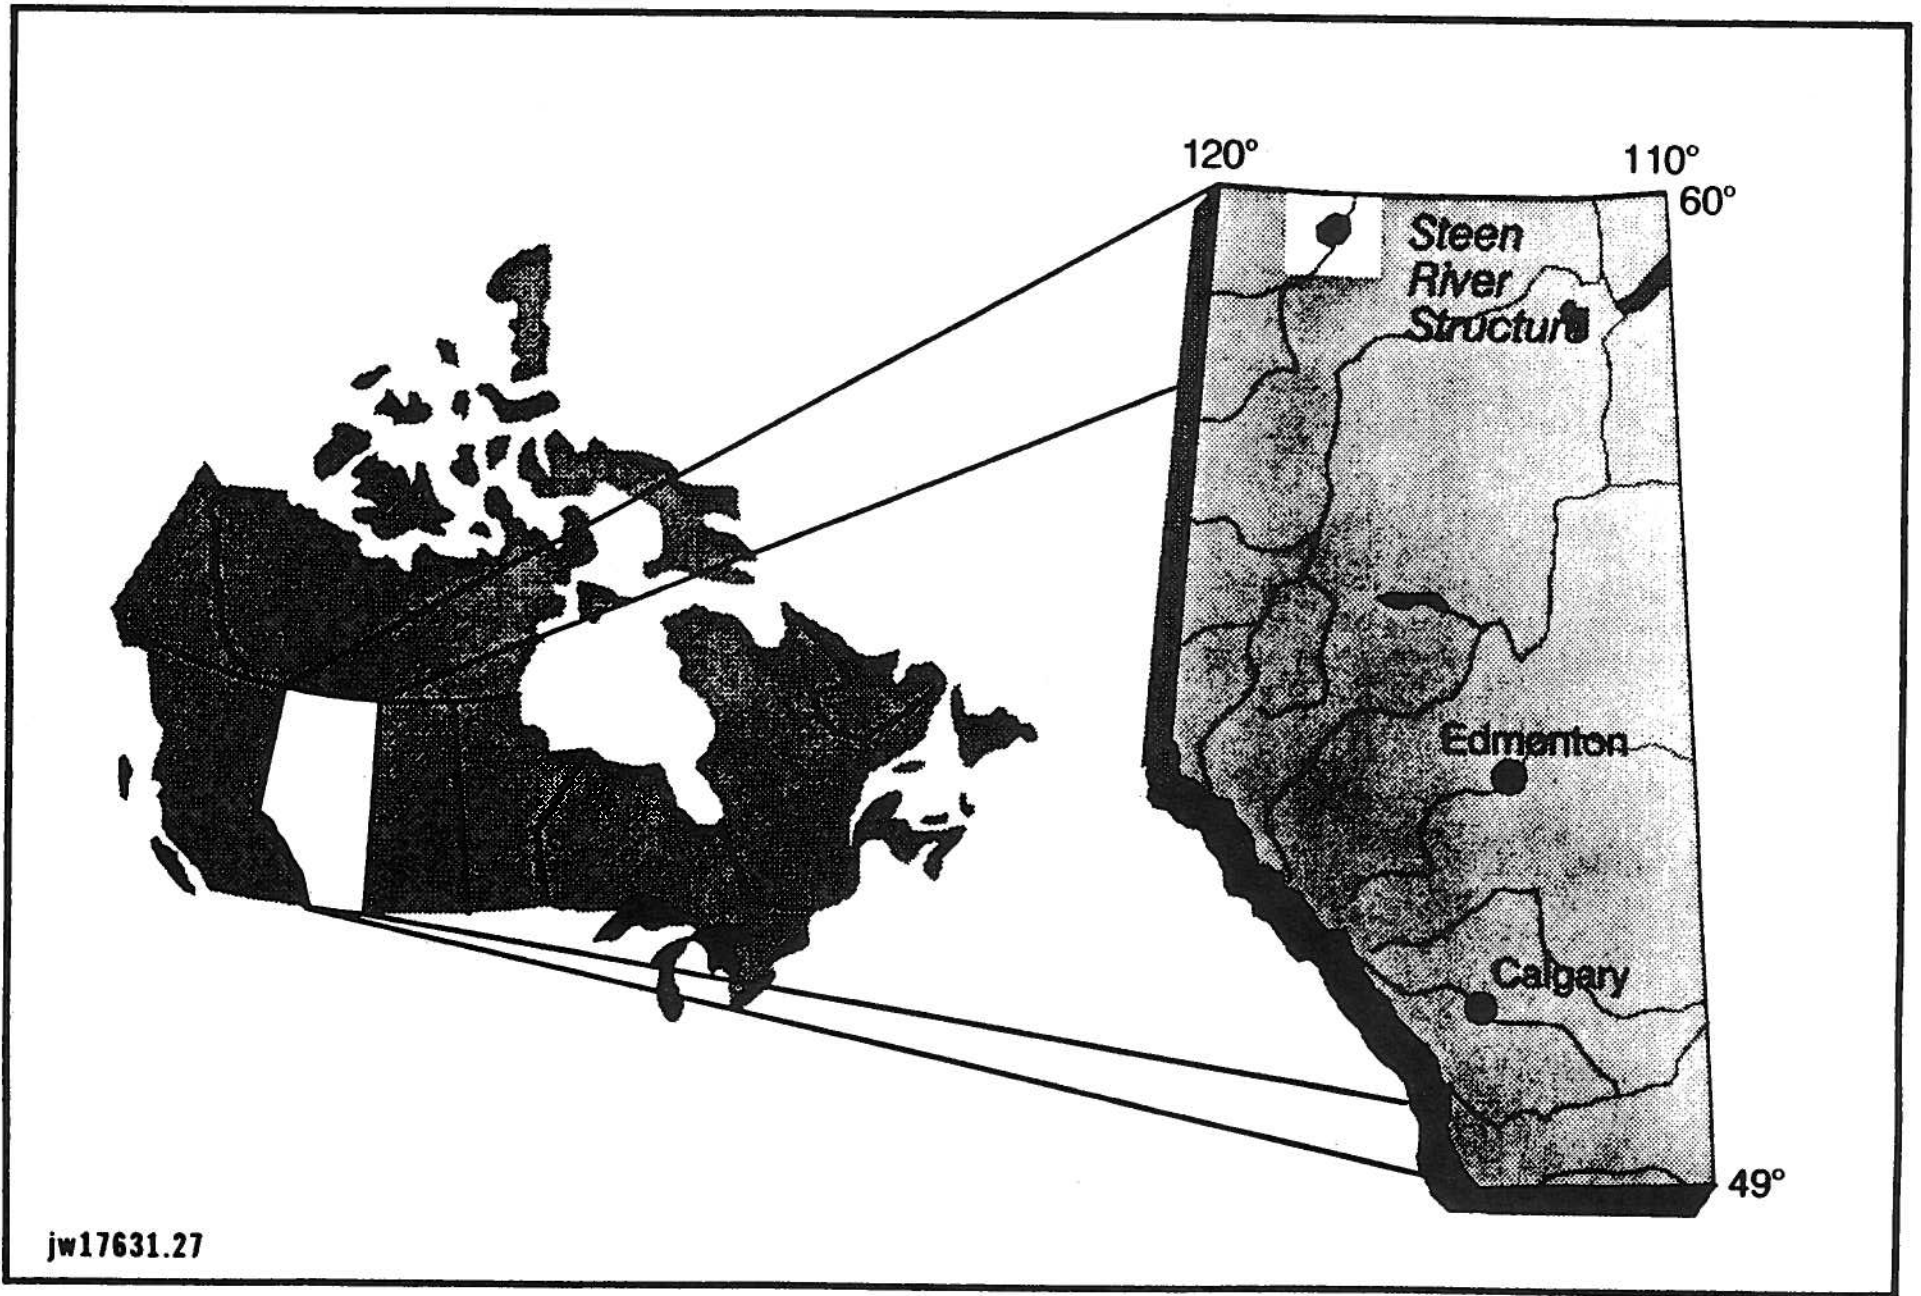 120°
110°
60°
Steen
River
Structure
Edmonton
Calgary
49°
jw17631.27